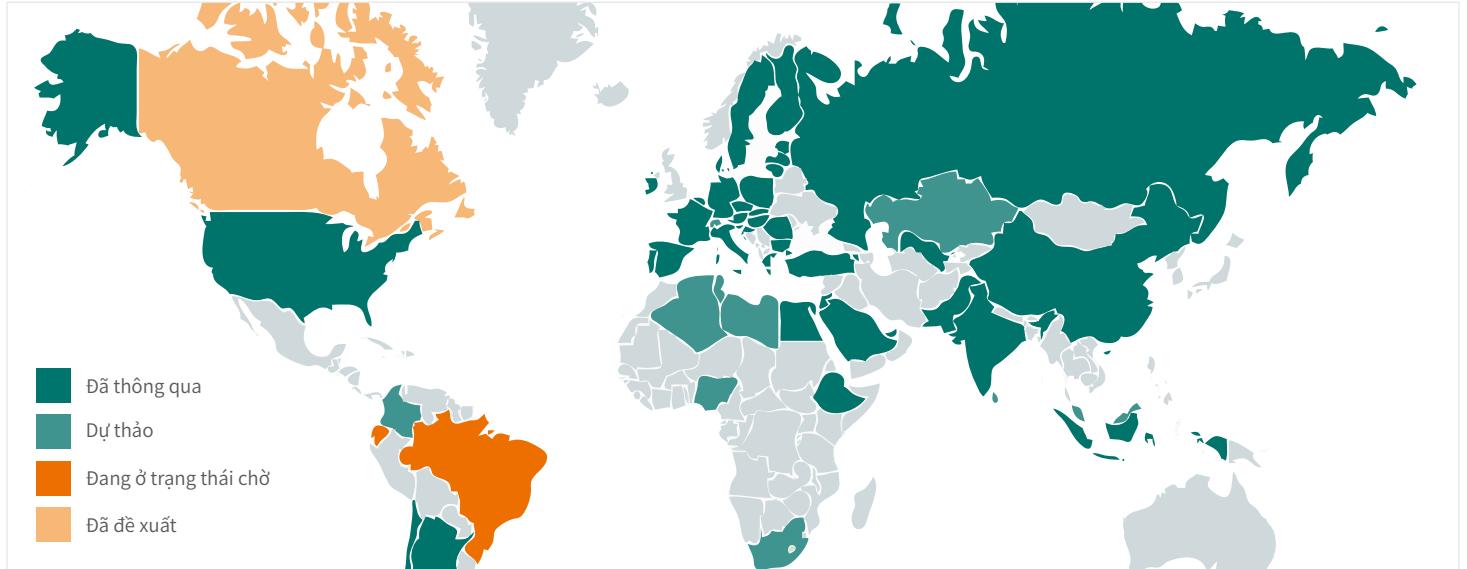 Đã thông qua
Dự thảo
Đang ở trạng thái chờ
Đã đề xuất